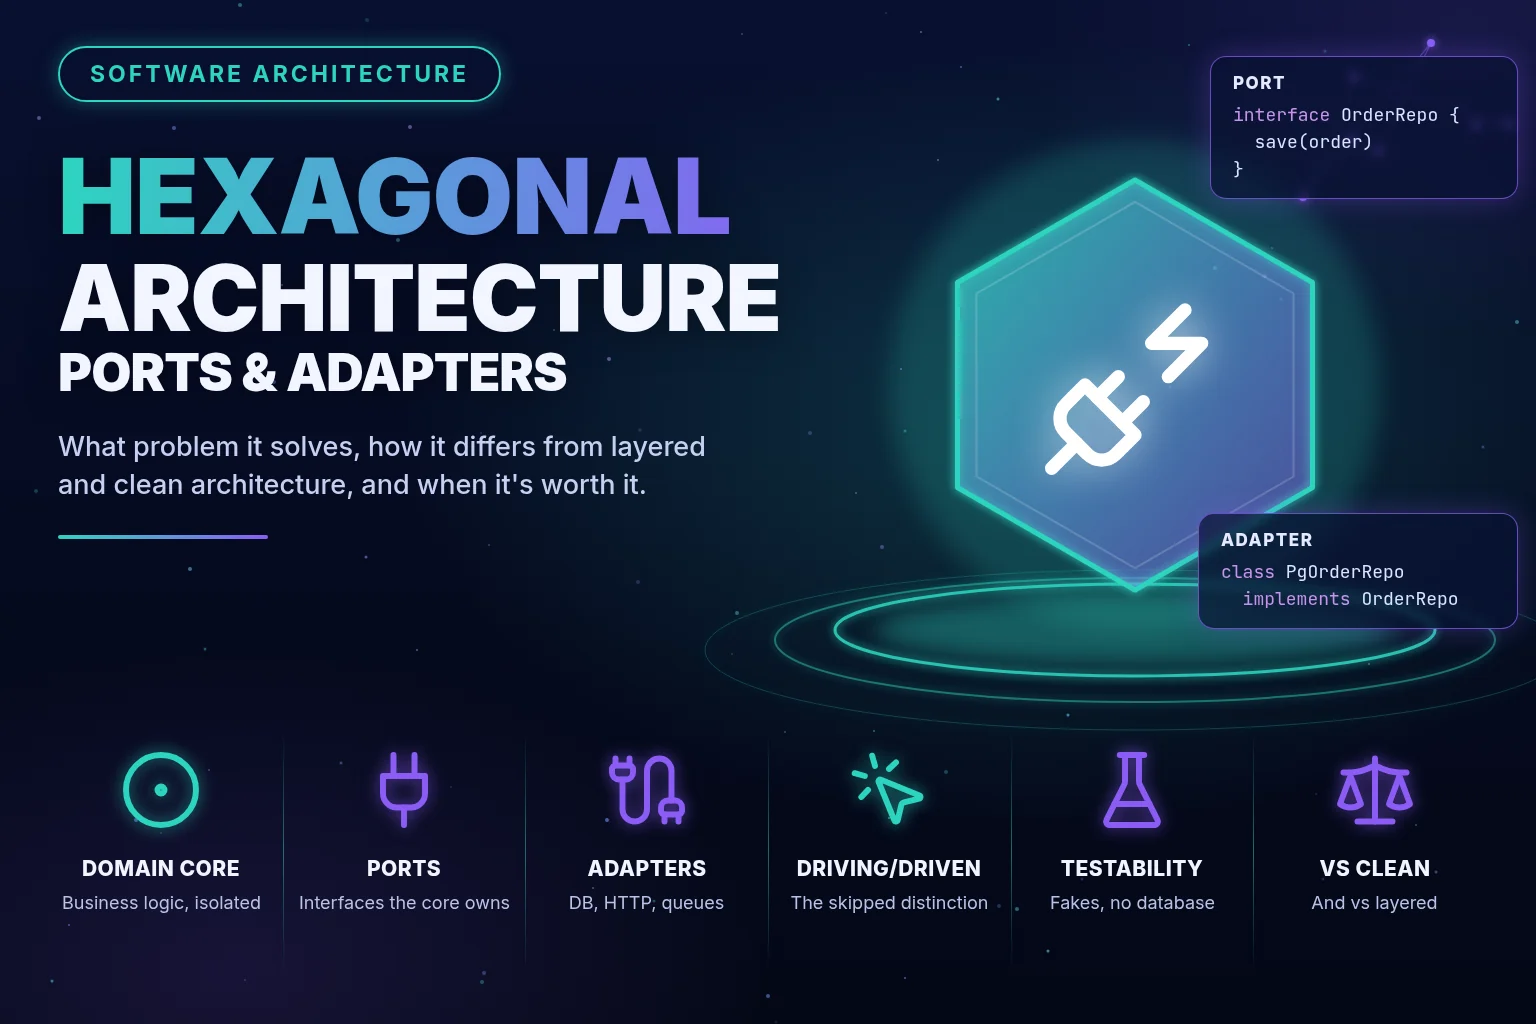 SOFTWARE ARCHITECTURE
HEXAGONAL
ARCHITECTURE
PORTS & ADAPTERS
What problem it solves, how it differs from layered
and clean architecture, and when it's worth it.
PORT
interface OrderRepo {
  save(order)
}
ADAPTER
class PgOrderRepo
  implements OrderRepo
DOMAIN CORE
Business logic, isolated
PORTS
Interfaces the core owns
ADAPTERS
DB, HTTP, queues
DRIVING/DRIVEN
The skipped distinction
TESTABILITY
Fakes, no database
VS CLEAN
And vs layered